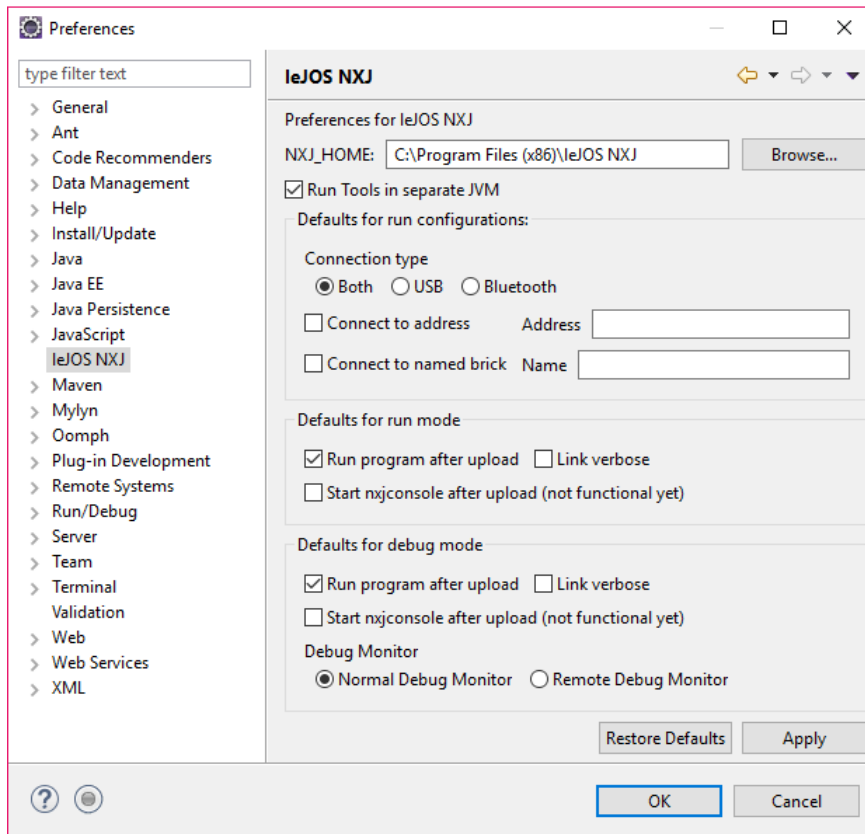 Preferences
type filter text
General
Ant
Code Recommenders
Data Management
Help
Install/Update
Java
Java EE
Java Persistence
JavaScript
leJOS NXJ
Maven
Mylyn
Oomph
Plug-in Development
Remote Systems
Run/Debug
Server
Team
Terminal
Validation
Web
Web Services
XML
leJOS NXJ
Preferences for leJOS NXJ
NXJ_HOME: C:\Program Files (x86)\leJOS NXJ Browse...
Run Tools in separate JVM
Defaults for run configurations:
Connection type
Both USB Bluetooth
Connect to address Address
Connect to named brick Name
Defaults for run mode
Run program after upload Link verbose
Start nxjconsole after upload (not functional yet)
Defaults for debug mode
Run program after upload Link verbose
Start nxjconsole after upload (not functional yet)
Debug Monitor
Normal Debug Monitor Remote Debug Monitor
Restore Defaults Apply
OK Cancel